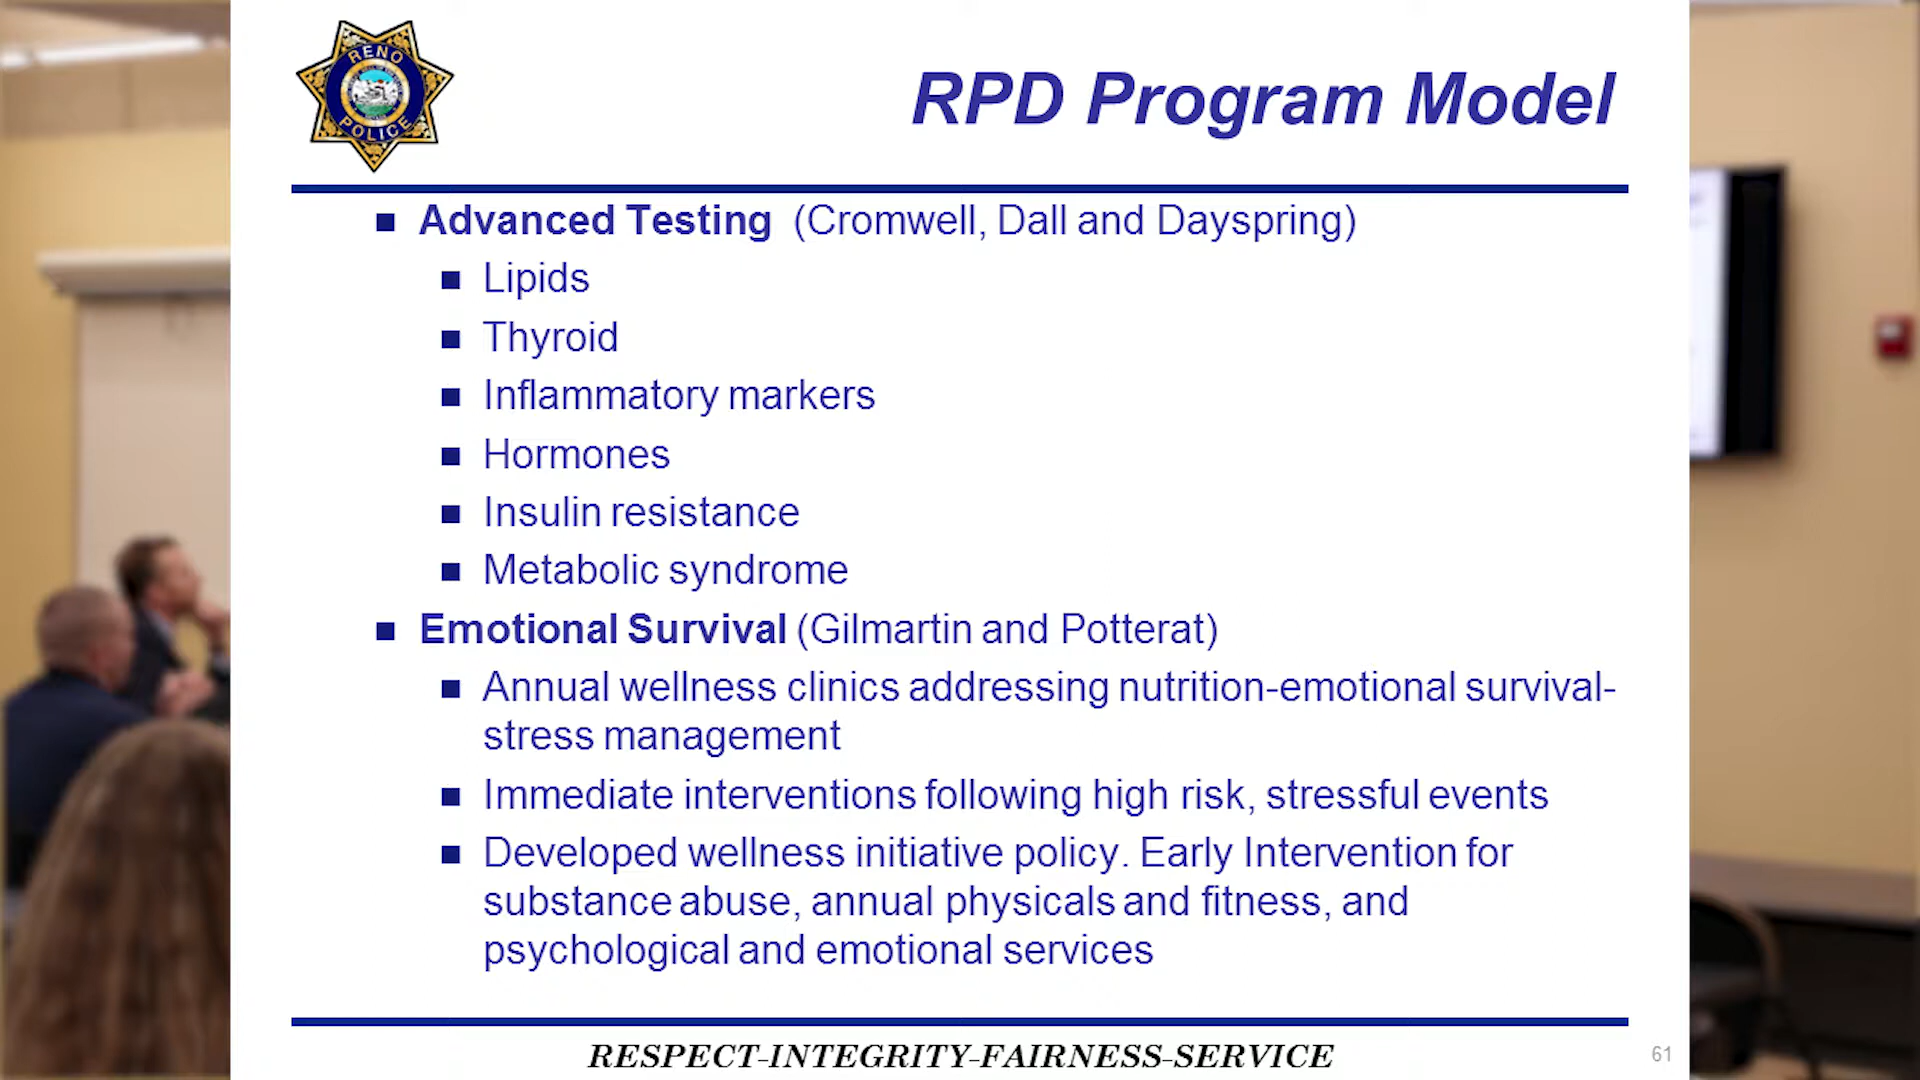 RENO
POLICE
RPD Program Model
Advanced Testing (Cromwell, Dall and Dayspring)
Lipids
Thyroid
Inflammatory markers
Hormones
Insulin resistance
Metabolic syndrome
Emotional Survival (Gilmartin and Potterat)
Annual wellness clinics addressing nutrition-emotional survival-
stress management
Immediate interventions following high risk, stressful events
Developed wellness initiative policy. Early Intervention for
substance abuse, annual physicals and fitness, and
psychological and emotional services
RESPECT-INTEGRITY-FAIRNESS-SERVICE
61